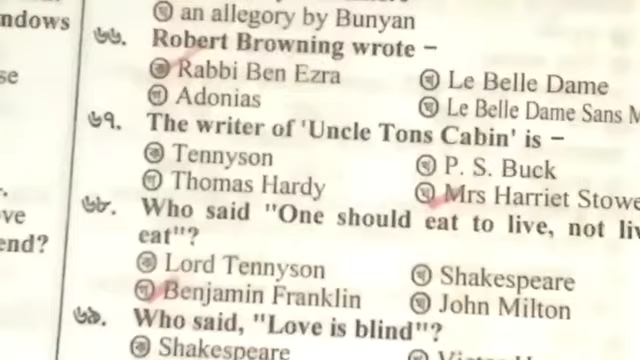 ndows
se
ve
end?
ⓖ an allegory by Bunyan
৬৬. Robert Browning wrote –
ⓚ Rabbi Ben Ezra ⓚ Le Belle Dame
ⓖ Adonias ⓖ Le Belle Dame Sans M
৬৭. The writer of 'Uncle Tons Cabin' is –
ⓚ Tennyson ⓚ P. S. Buck
ⓖ Thomas Hardy ⓖ Mrs Harriet Stowe
৬৮. Who said "One should eat to live, not liv
eat"?
ⓚ Lord Tennyson ⓚ Shakespeare
ⓖ Benjamin Franklin ⓖ John Milton
৬৯. Who said, "Love is blind"?
ⓚ Shakespeare